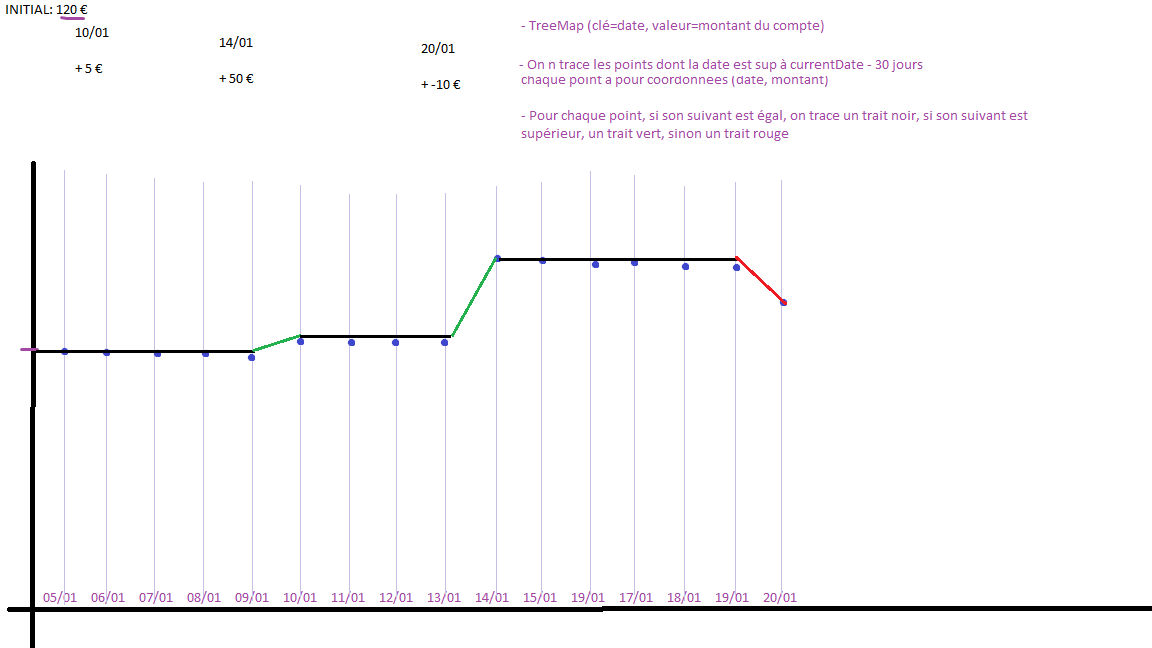 INITIAL: 120 €
10/01
14/01
20/01
+ 5 €
+ 50 €
+ -10 €
- TreeMap (clé=date, valeur=montant du compte)
- On n trace les points dont la date est sup à currentDate - 30 jours
chaque point a pour coordonnees (date, montant)
- Pour chaque point, si son suivant est égal, on trace un trait noir, si son suivant est
supérieur, un trait vert, sinon un trait rouge
05/01 06/01 07/01 08/01 09/01 10/01 11/01 12/01 13/01 14/01 15/01 19/01 17/01 18/01 19/01 20/01